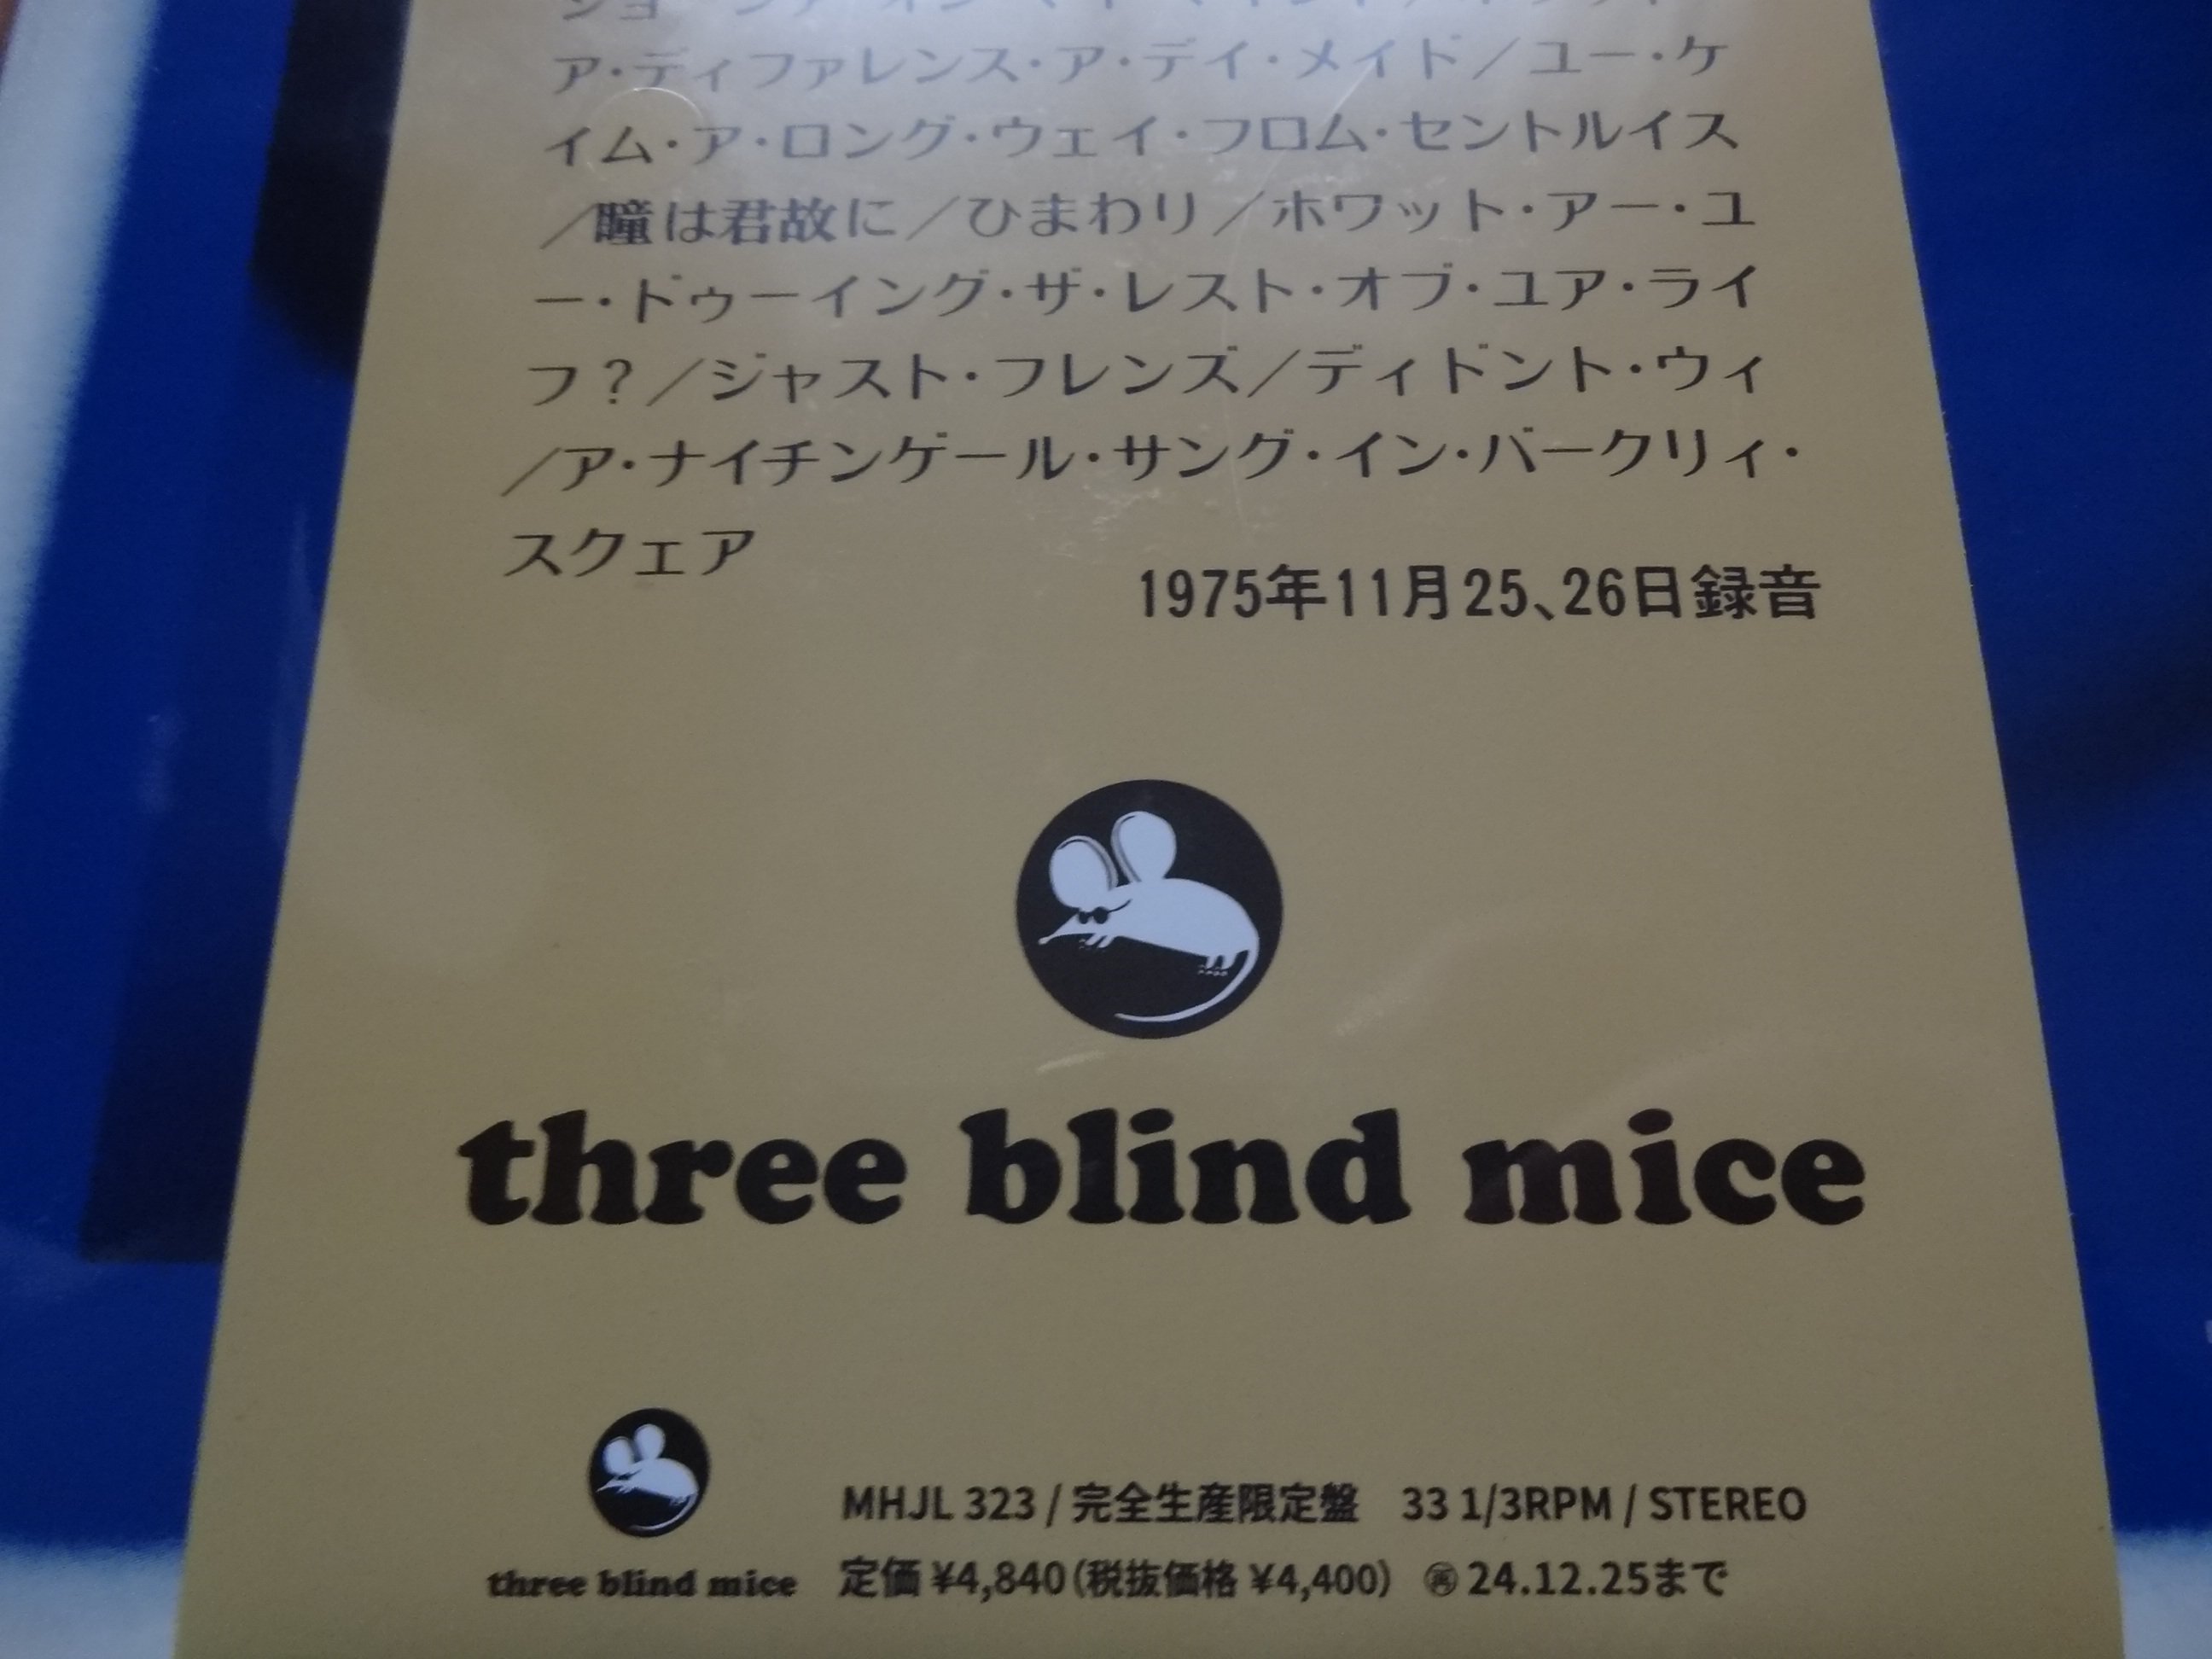 ア・ディファレンス・ア・デイ・メイド／ユー・ケ
イム・ア・ロング・ウェイ・フロム・セントルイス
／瞳は君故に／ひまわり／ホワット・アー・ユ
ー・ドゥーイング・ザ・レスト・オブ・ユア・ライ
フ？／ジャスト・フレンズ／ディドント・ウィ
／ア・ナイチンゲール・サング・イン・バークリィ・
スクェア
1975年11月25、26日録音
three blind mice
three blind mice
MHJL 323 / 完全生産限定盤　33 1/3RPM / STEREO
定価 ¥4,840（税抜価格 ¥4,400）　㊢ 24.12.25まで